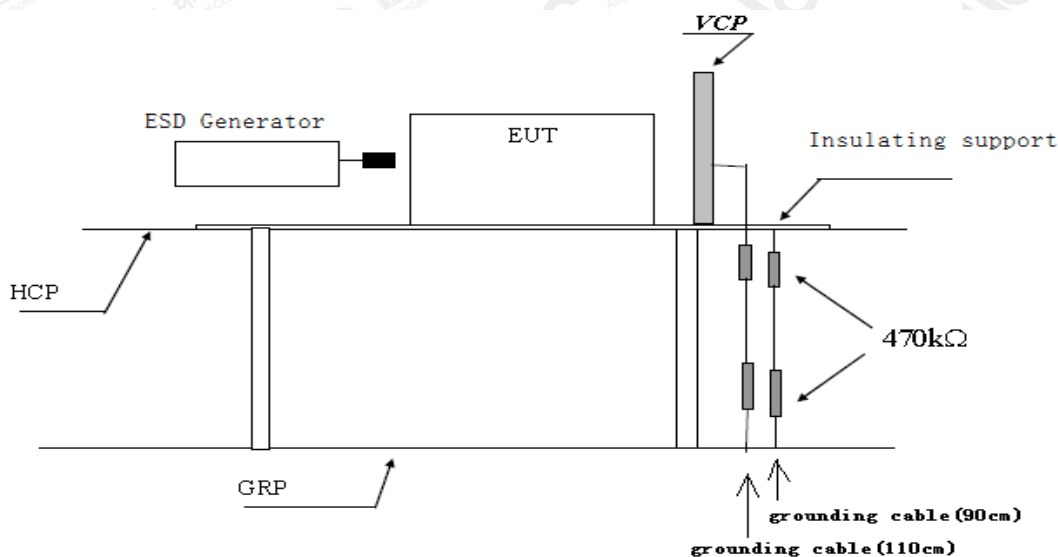 VCP
ESD Generator
EUT
Insulating support
HCP
470kΩ
GRP
grounding cable(90cm)
grounding cable(110cm)